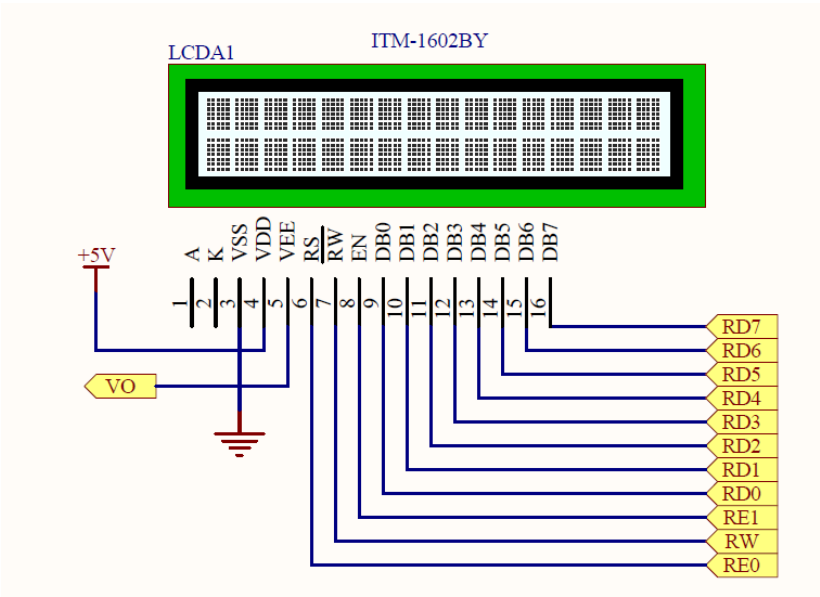 ITM-1602BY
LCDA1
A
K
VSS
VDD
VEE
RS
RW
EN
DB0
DB1
DB2
DB3
DB4
DB5
DB6
DB7
+5V
1
2
3
4
5
6
7
8
9
10
11
12
13
14
15
16
RD7
RD6
RD5
VO
RD4
RD3
RD2
RD1
RD0
RE1
RW
RE0